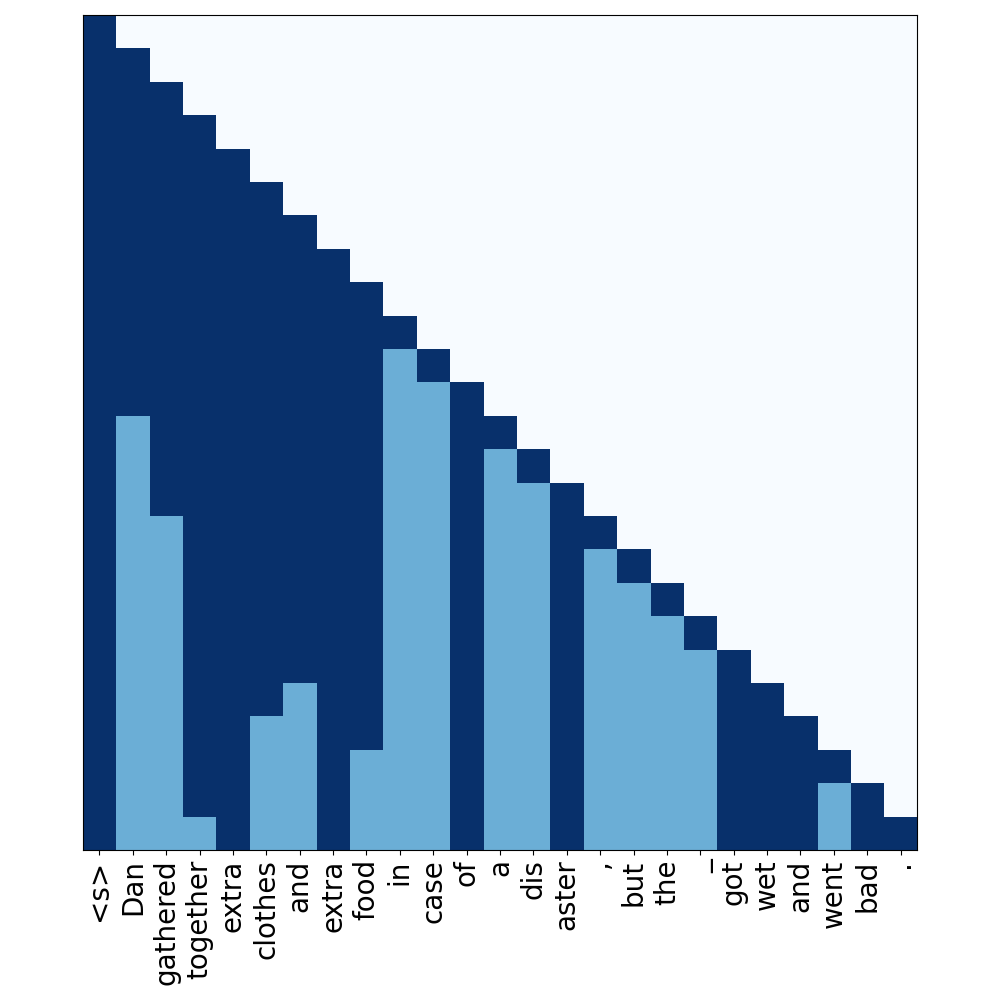 <s>
Dan
gathered
together
extra
clothes
and
extra
food
in
case
of
a
dis
aster
,
but
the
_
got
wet
and
went
bad
.